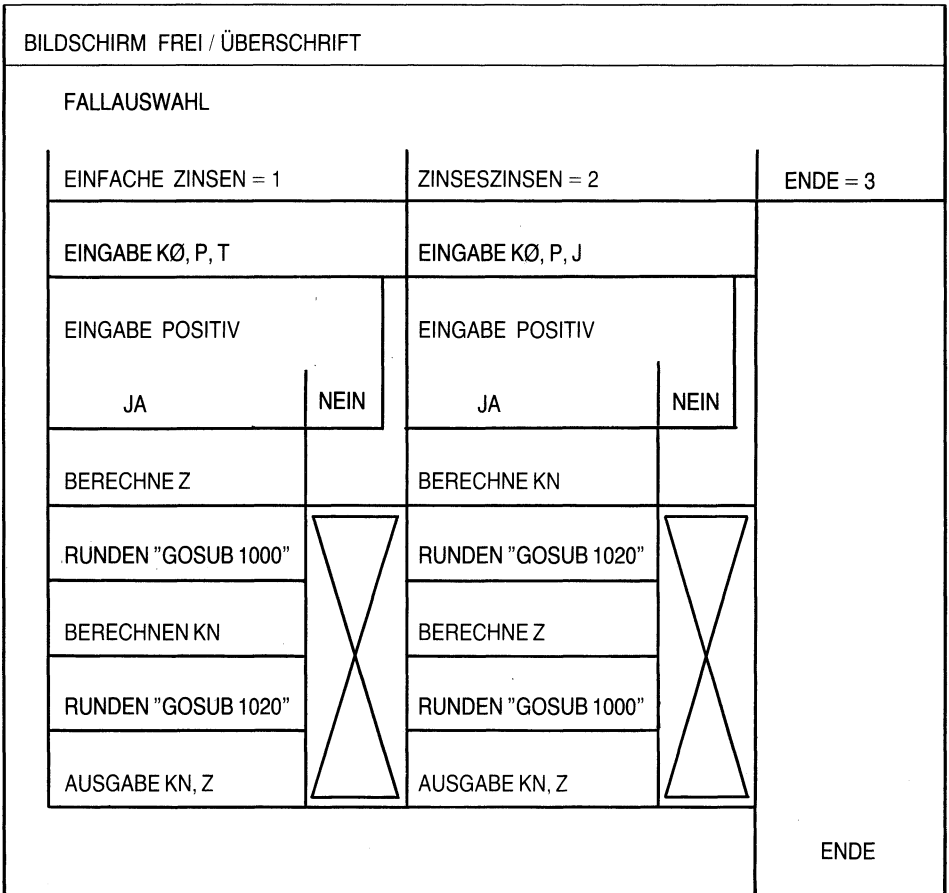 BILDSCHIRM FREI / ÜBERSCHRIFT
FALLAUSWAHL
EINFACHE ZINSEN = 1
ZINSESZINSEN = 2
ENDE = 3
EINGABE KØ, P, T
EINGABE KØ, P, J
EINGABE POSITIV
EINGABE POSITIV
JA
NEIN
JA
NEIN
BERECHNE Z
BERECHNE KN
RUNDEN "GOSUB 1000"
RUNDEN "GOSUB 1020"
BERECHNEN KN
BERECHNE Z
RUNDEN "GOSUB 1020"
RUNDEN "GOSUB 1000"
AUSGABE KN, Z
AUSGABE KN, Z
ENDE